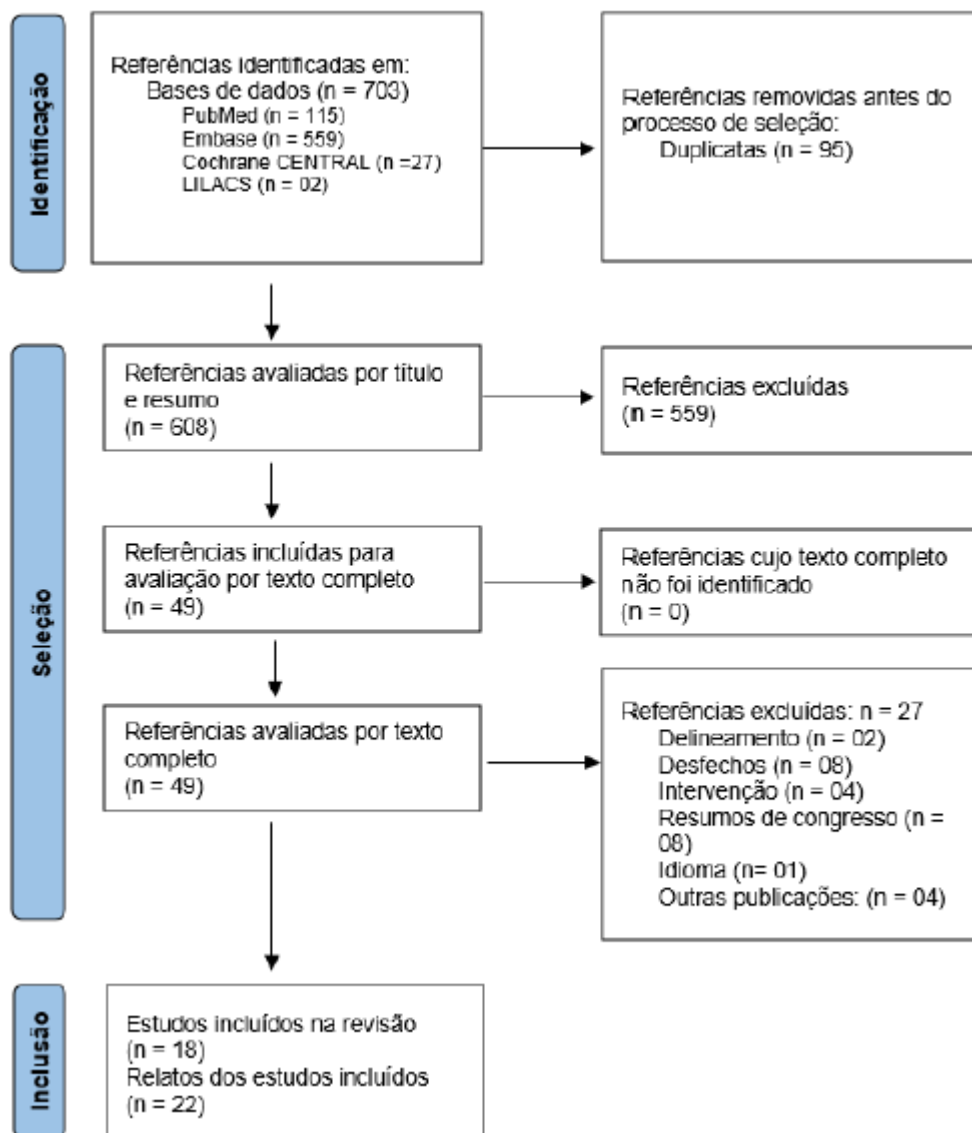 Identificação
Referências identificadas em:
Bases de dados (n = 703)
PubMed (n = 115)
Embase (n = 559)
Cochrane CENTRAL (n =27)
LILACS (n = 02)
Referências removidas antes do
processo de seleção:
Duplicatas (n = 95)
Seleção
Referências avaliadas por título
e resumo
(n = 608)
Referências excluídas
(n = 559)
Referências incluídas para
avaliação por texto completo
(n = 49)
Referências cujo texto completo
não foi identificado
(n = 0)
Referências avaliadas por texto
completo
(n = 49)
Referências excluídas: n = 27
Delineamento (n = 02)
Desfechos (n = 08)
Intervenção (n = 04)
Resumos de congresso (n =
08)
Idioma (n= 01)
Outras publicações: (n = 04)
Inclusão
Estudos incluídos na revisão
(n = 18)
Relatos dos estudos incluídos
(n = 22)